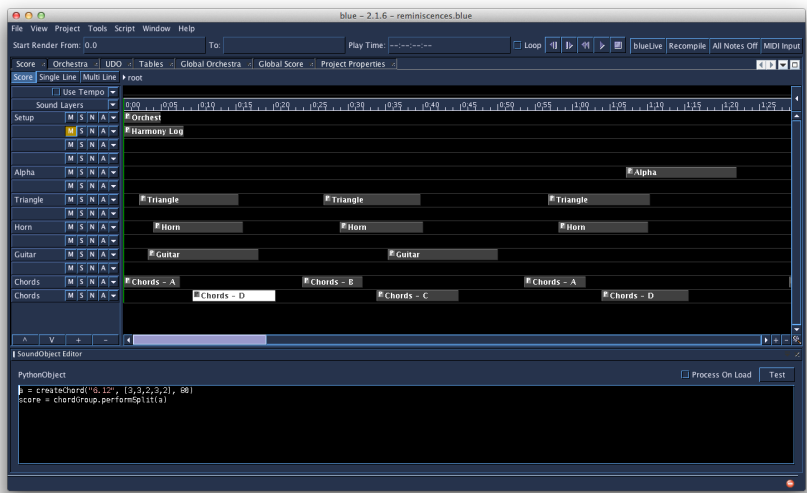 blue - 2.1.6 - reminiscences.blue
File View Project Tools Script Window Help
Start Render From: 0.0 To: Play Time: --:--:--:-- Loop blueLive Recompile All Notes Off MIDI Input
Score Orchestra UDO Tables Global Orchestra Global Score Project Properties
Score Single Line Multi Line root
Use Tempo
Sound Layers 0;00 0;05 0;10 0;15 0;20 0;25 0;30 0;35 0;40 0;45 0;50 0;55 1;00 1;05 1;10 1;15 1;20 1;25
Setup M S N A Orchest
M S N A Harmony Log
M S N A
M S N A
Alpha M S N A Alpha
M S N A
Triangle M S N A Triangle Triangle Triangle
M S N A
Horn M S N A Horn Horn Horn
M S N A
Guitar M S N A Guitar Guitar
M S N A
Chords M S N A Chords - A Chords - B Chords - A
Chords M S N A Chords - D Chords - C Chords - D
^ V + - + -
SoundObject Editor
PythonObject Process On Load Test
a = createChord("6.12", [3,3,2,3,2], 80)
score = chordGroup.performSplit(a)